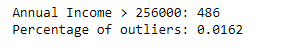 Annual Income > 256000: 486
Percentage of outliers: 0.0162